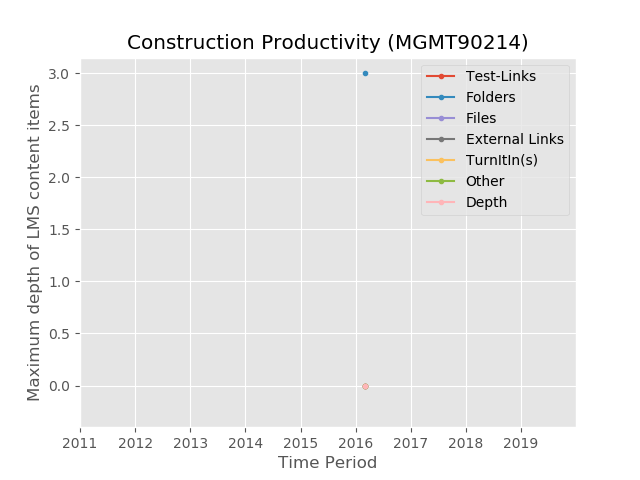 Construction Productivity (MGMT90214)
Maximum depth of LMS content items
3.0
2.5
2.0
1.5
1.0
0.5
0.0
Test-Links
Folders
Files
External Links
TurnItIn(s)
Other
Depth
2011 2012 2013 2014 2015 2016 2017 2018 2019
Time Period